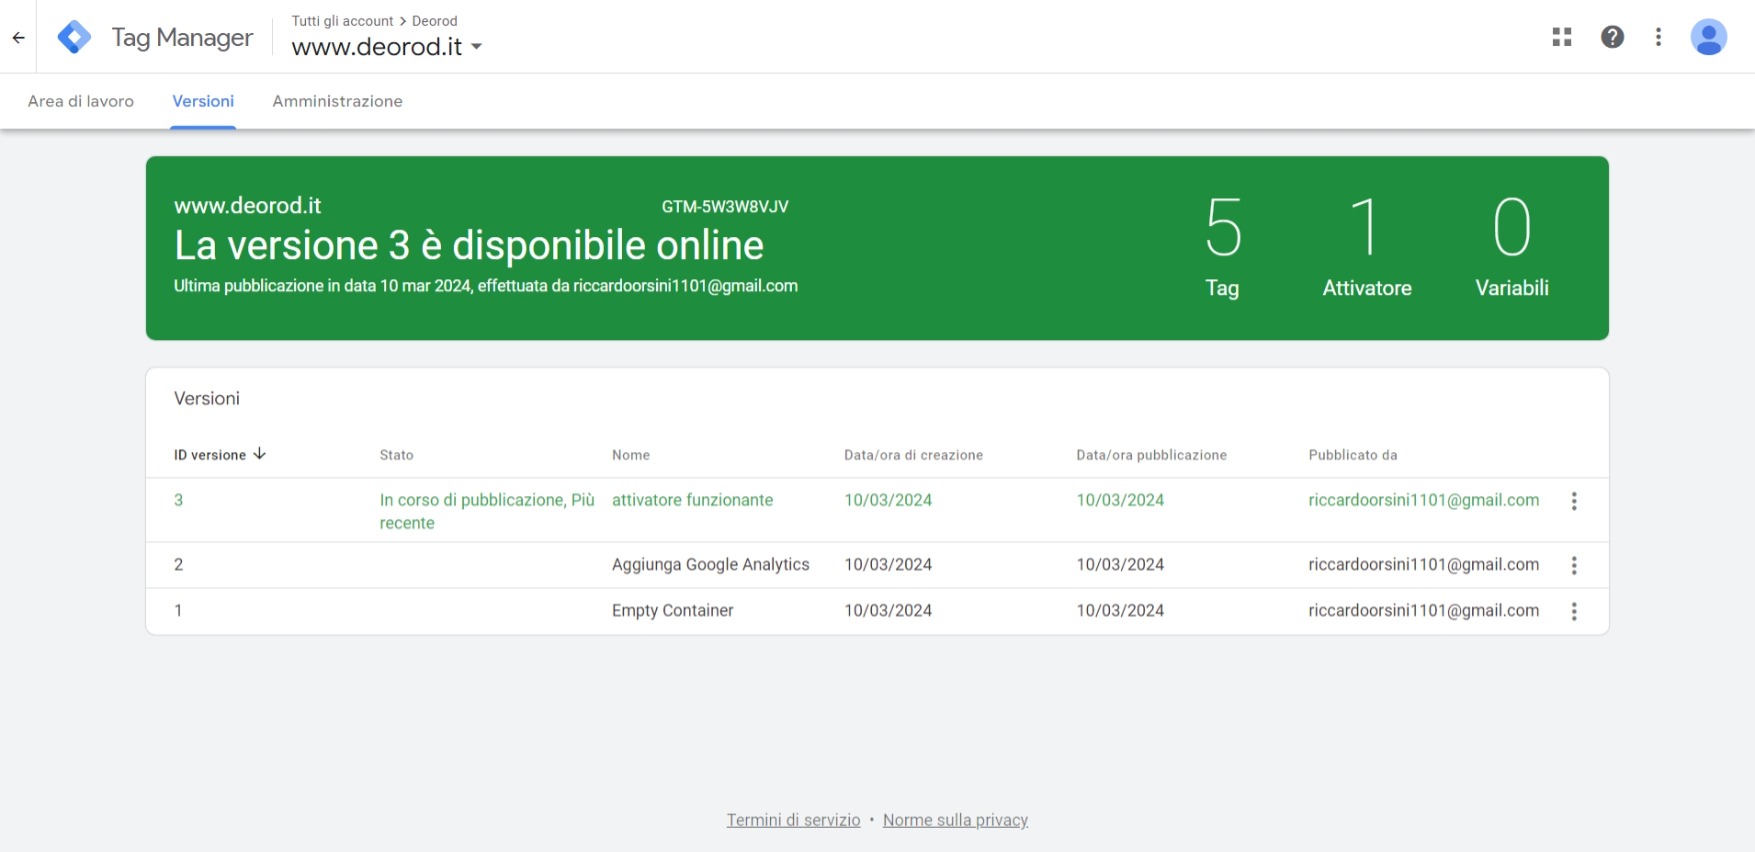 Tag Manager
Tutti gli account > Deorod
www.deorod.it
Area di lavoro
Versioni
Amministrazione
www.deorod.it
GTM-5W3W8VJV
La versione 3 è disponibile online
Ultima pubblicazione in data 10 mar 2024, effettuata da riccardoorsini1101@gmail.com
5
Tag
1
Attivatore
0
Variabili
Versioni
ID versione ↓ Stato Nome Data/ora di creazione Data/ora pubblicazione Pubblicato da
3 In corso di pubblicazione, Più attivatore funzionante 10/03/2024 10/03/2024 riccardoorsini1101@gmail.com
recente
2 Aggiunga Google Analytics 10/03/2024 10/03/2024 riccardoorsini1101@gmail.com
1 Empty Container 10/03/2024 10/03/2024 riccardoorsini1101@gmail.com
Termini di servizio • Norme sulla privacy